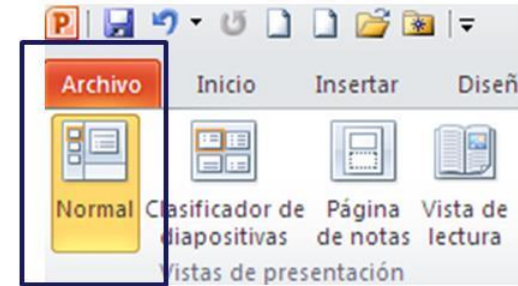 P
Archivo Inicio Insertar Diseñ
Normal Clasificador de Página Vista de
diapositivas de notas lectura
Vistas de presentación